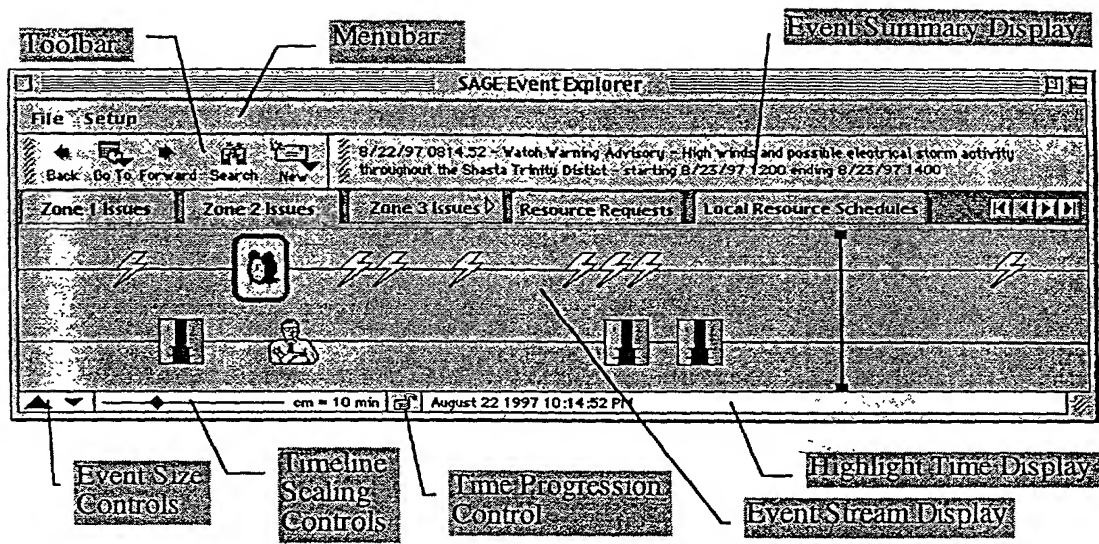 Toolbar
Menubar
Event Summary Display
SAGE Event Explorer
File Setup
Back Go To Forward Search New
8/22/97 0814.52 - Watch Warning Advisory - High winds and possible electrical storm activity
throughout the Shasta Trinity Distict - starting 8/23/97 1200 ending 8/23/97 1400
Zone 1 Issues Zone 2 Issues Zone 3 Issues Resource Requests Local Resource Schedules
cm = 10 min August 22 1997 10:14:52 PM
Event Size
Controls
Timeline
Scaling
Controls
Time Progression
Control
Highlight Time Display
Event Stream Display